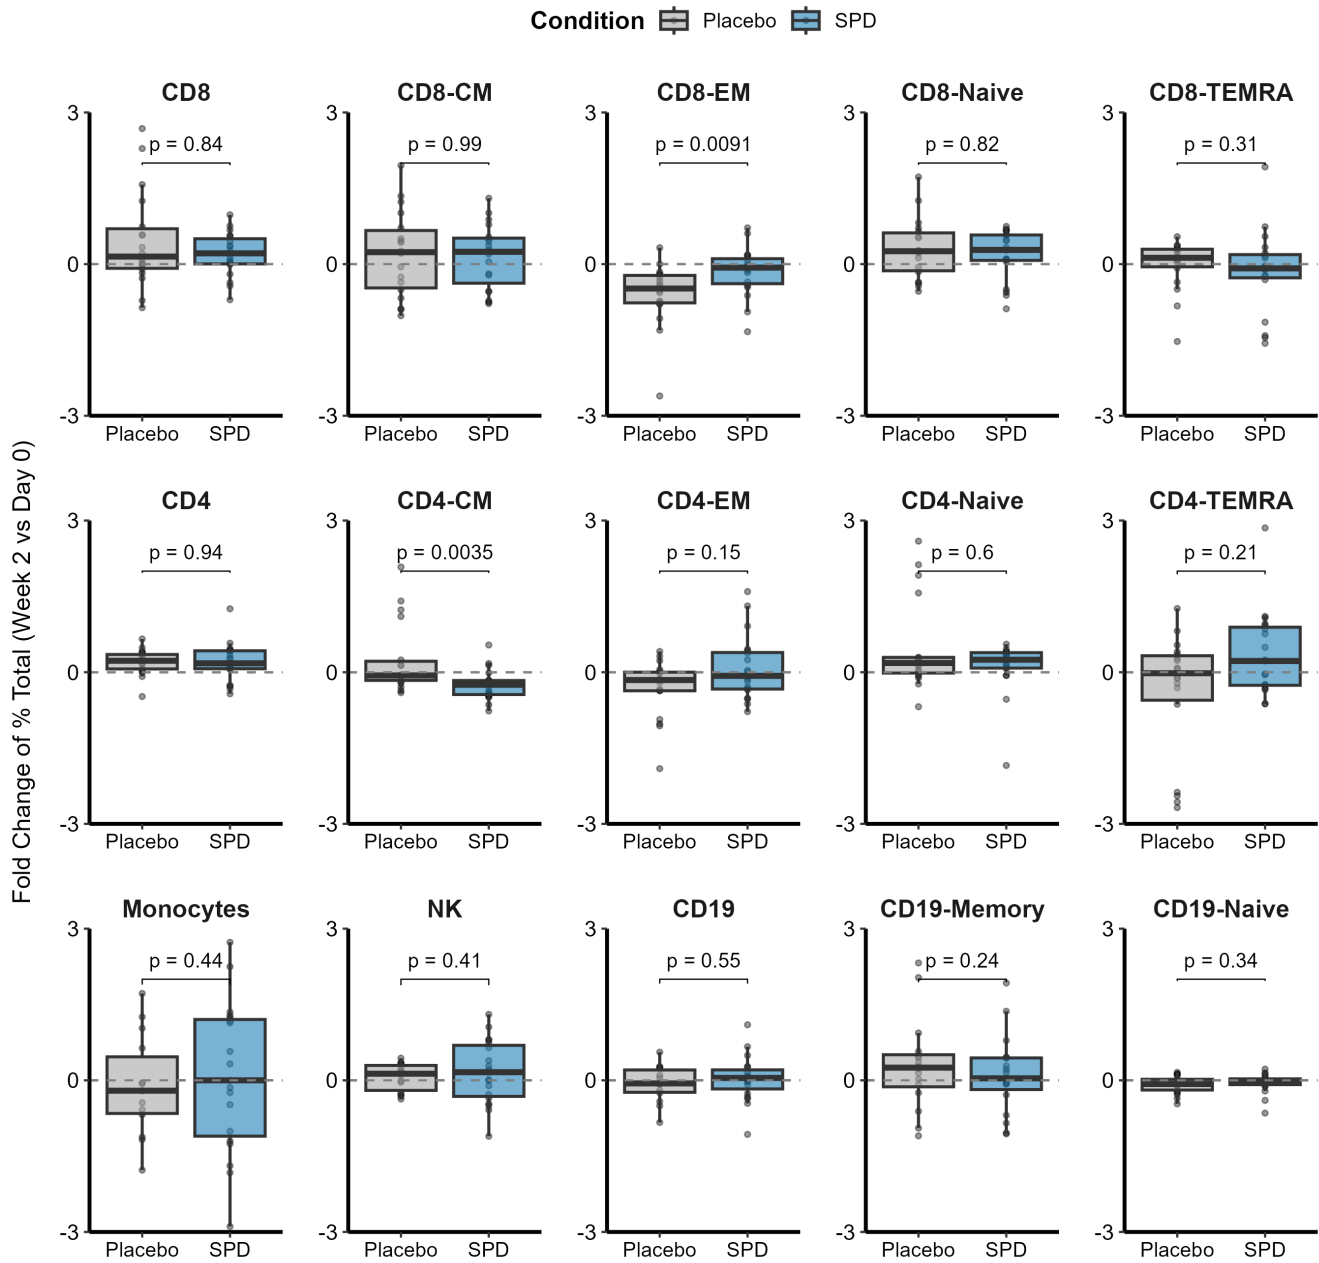 Condition Placebo SPD
CD8 CD8-CM CD8-EM CD8-Naive CD8-TEMRA
3 3 3 3 3
p = 0.84 p = 0.99 p = 0.0091 p = 0.82 p = 0.31
0 0 0 0 0
-3 -3 -3 -3 -3
Placebo SPD Placebo SPD Placebo SPD Placebo SPD Placebo SPD
Fold Change of % Total (Week 2 vs Day 0)
CD4 CD4-CM CD4-EM CD4-Naive CD4-TEMRA
3 3 3 3 3
p = 0.94 p = 0.0035 p = 0.15 p = 0.6 p = 0.21
0 0 0 0 0
-3 -3 -3 -3 -3
Placebo SPD Placebo SPD Placebo SPD Placebo SPD Placebo SPD
Monocytes NK CD19 CD19-Memory CD19-Naive
3 3 3 3 3
p = 0.44 p = 0.41 p = 0.55 p = 0.24 p = 0.34
0 0 0 0 0
-3 -3 -3 -3 -3
Placebo SPD Placebo SPD Placebo SPD Placebo SPD Placebo SPD